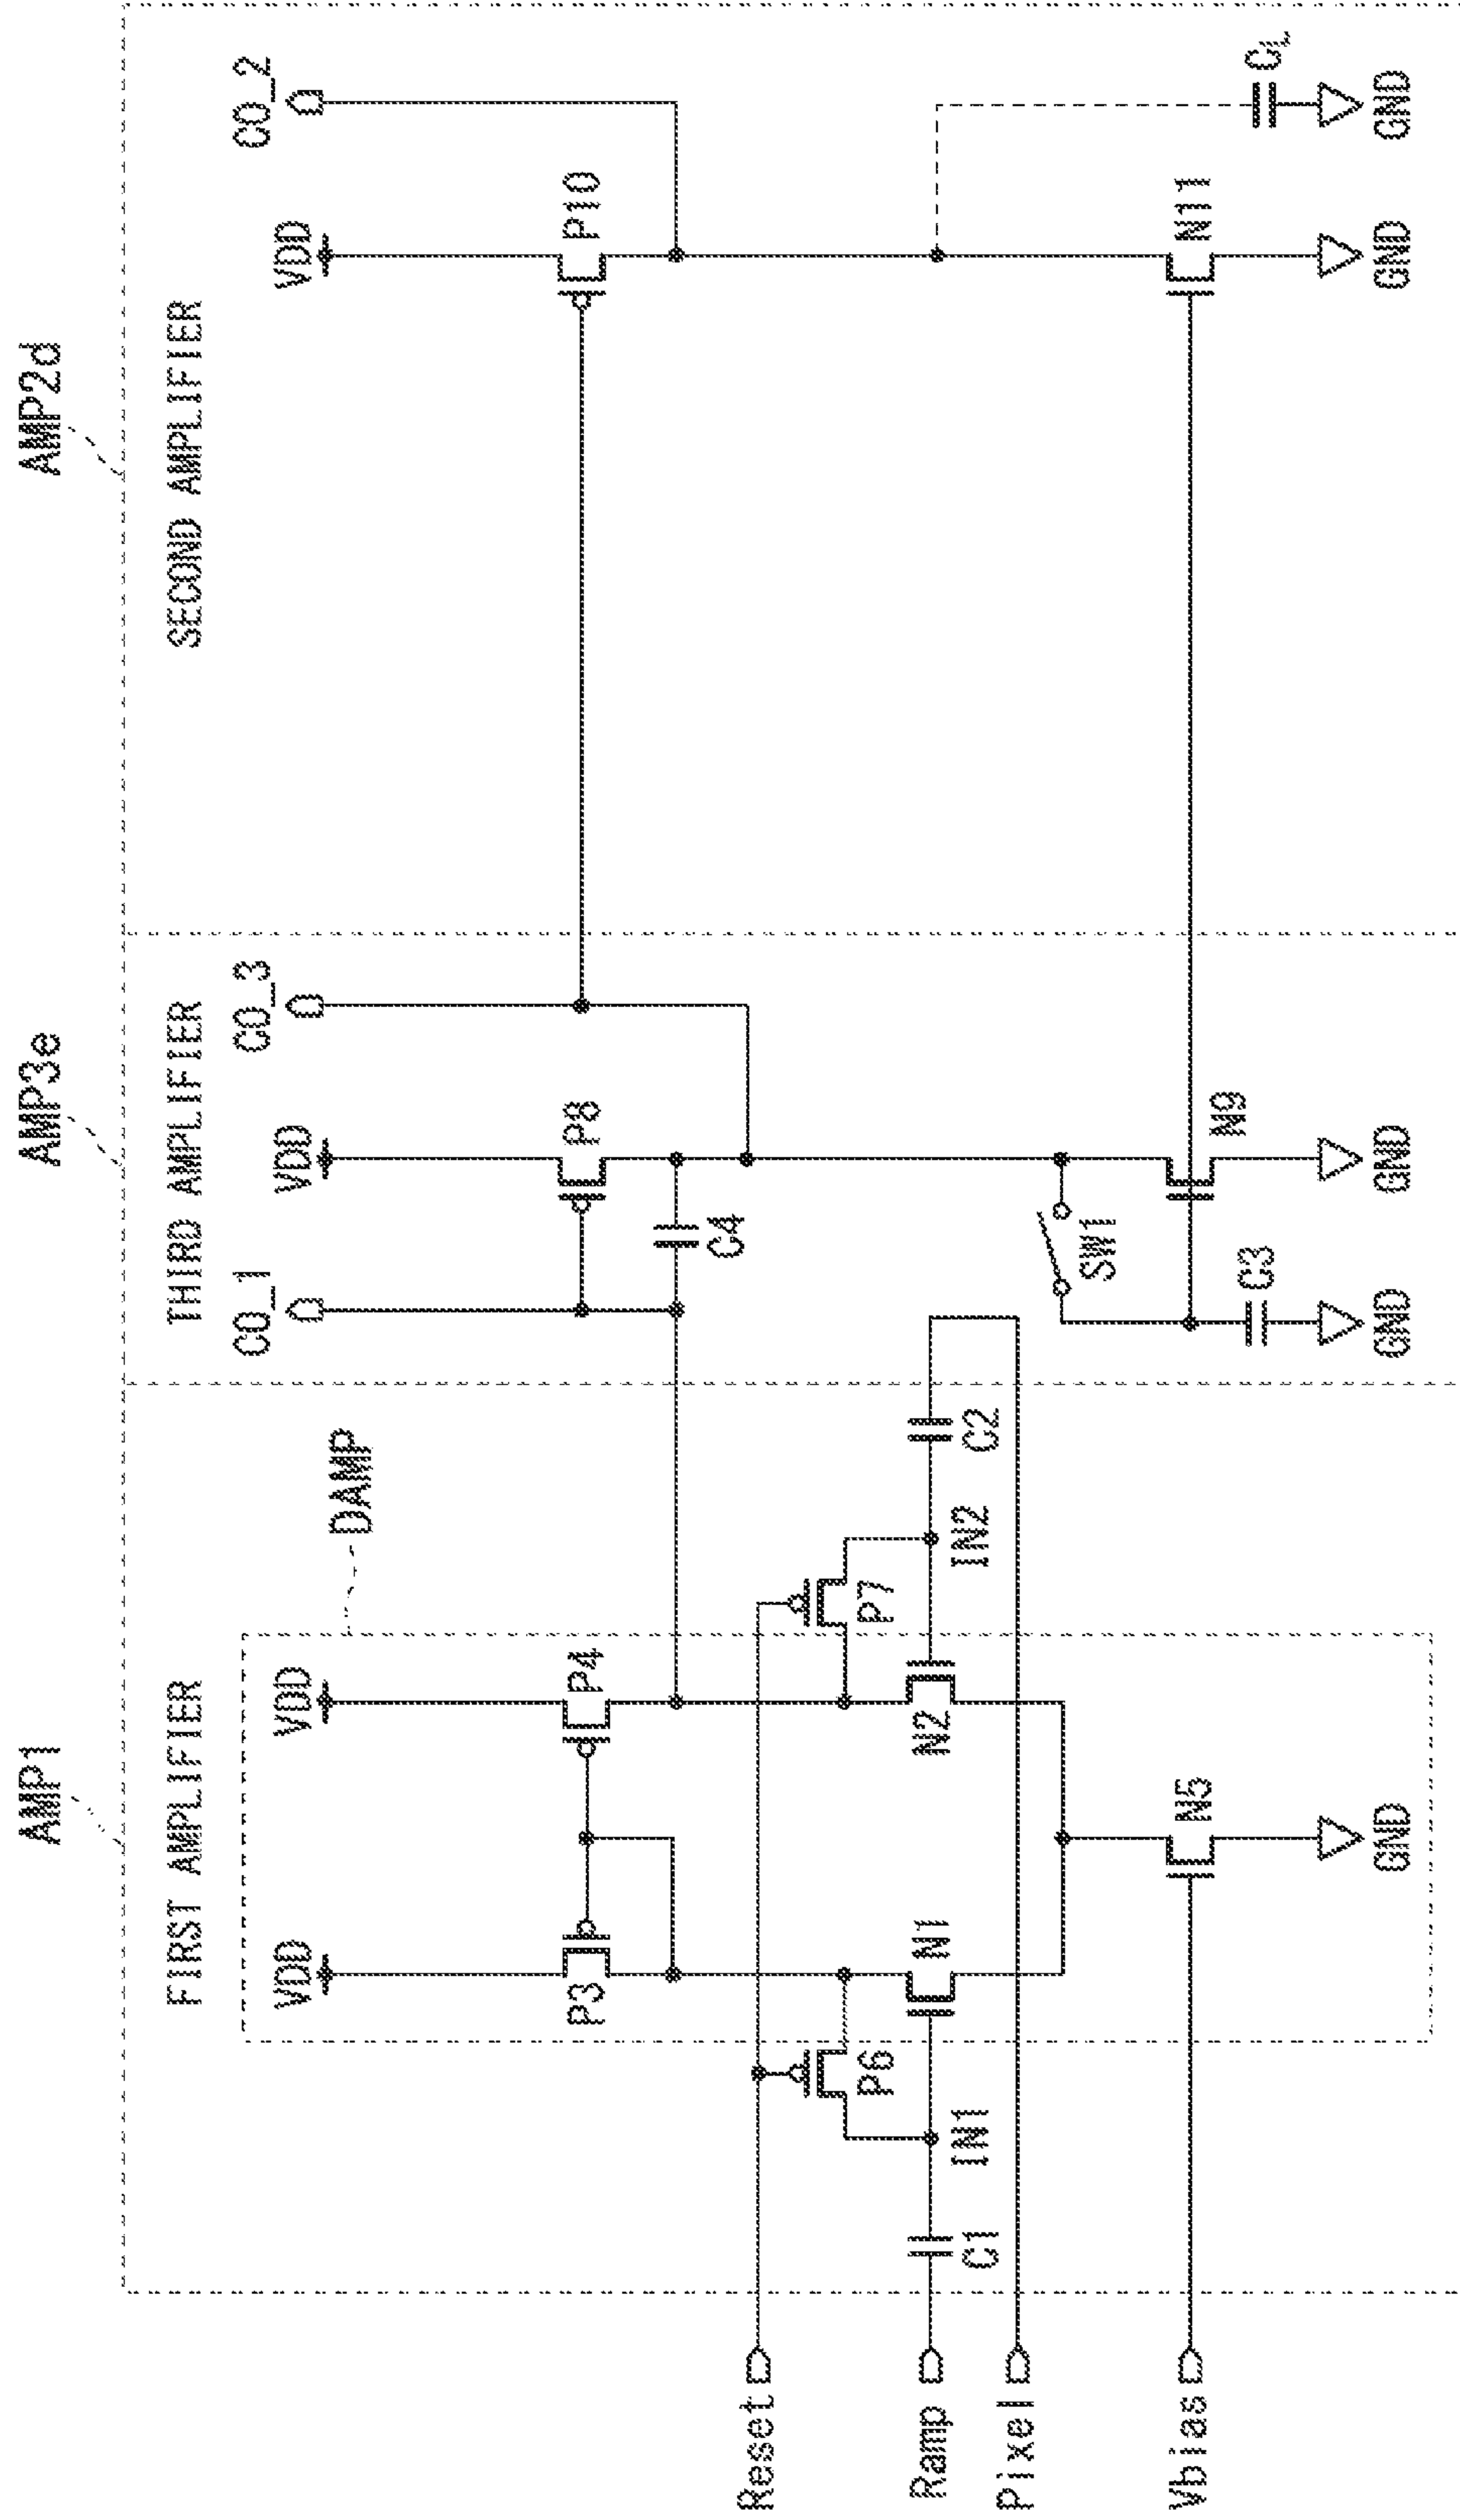 AMP1
AMP3e
AMP2d
FIRST AMPLIFIER
THIRD AMPLIFIER
SECOND AMPLIFIER
CO_1
CO_3
CO_2
VDD
VDD
VDD
VDD
DAMP
P3
P4
P8
P10
C4
Reset
P6
P7
Ramp
C1
IN1
N1
N2
IN2
C2
Pixel
SW1
Vbias
N5
C3
N9
N11
CL
GND
GND
GND
GND
GND